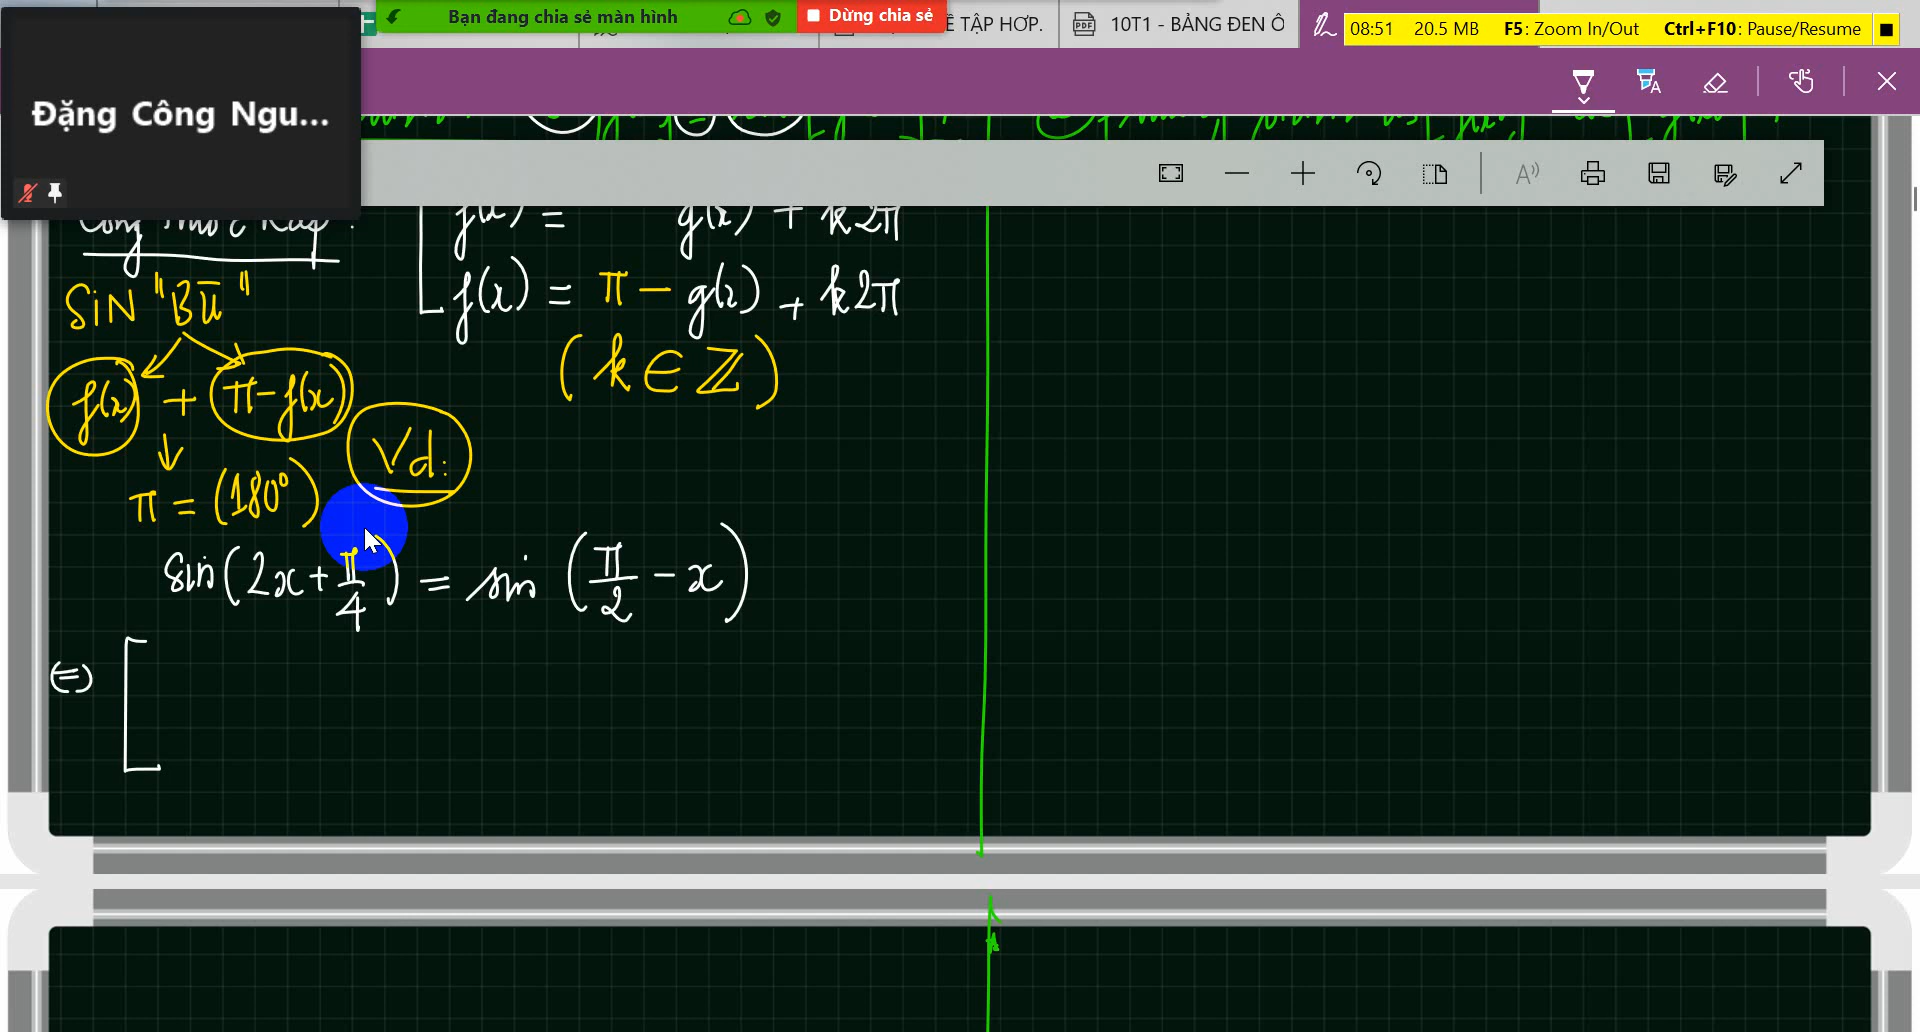 Bạn đang chia sẻ màn hình
Dừng chia sẻ
Ề TẬP HƠP.
10T1 - BẢNG ĐEN Ô
08:51 20.5 MB F5: Zoom In/Out Ctrl+F10: Pause/Resume
Đặng Công Ngu...
f(x) = g(x) + k2π
SIN "BÙ"
f(x) = π - g(x) + k2π
(k ∈ ℤ)
f(x) + π-f(x)
Vd:
π = (180°)
sin(2x+π/4) = sin(π/2 - x)
(=)